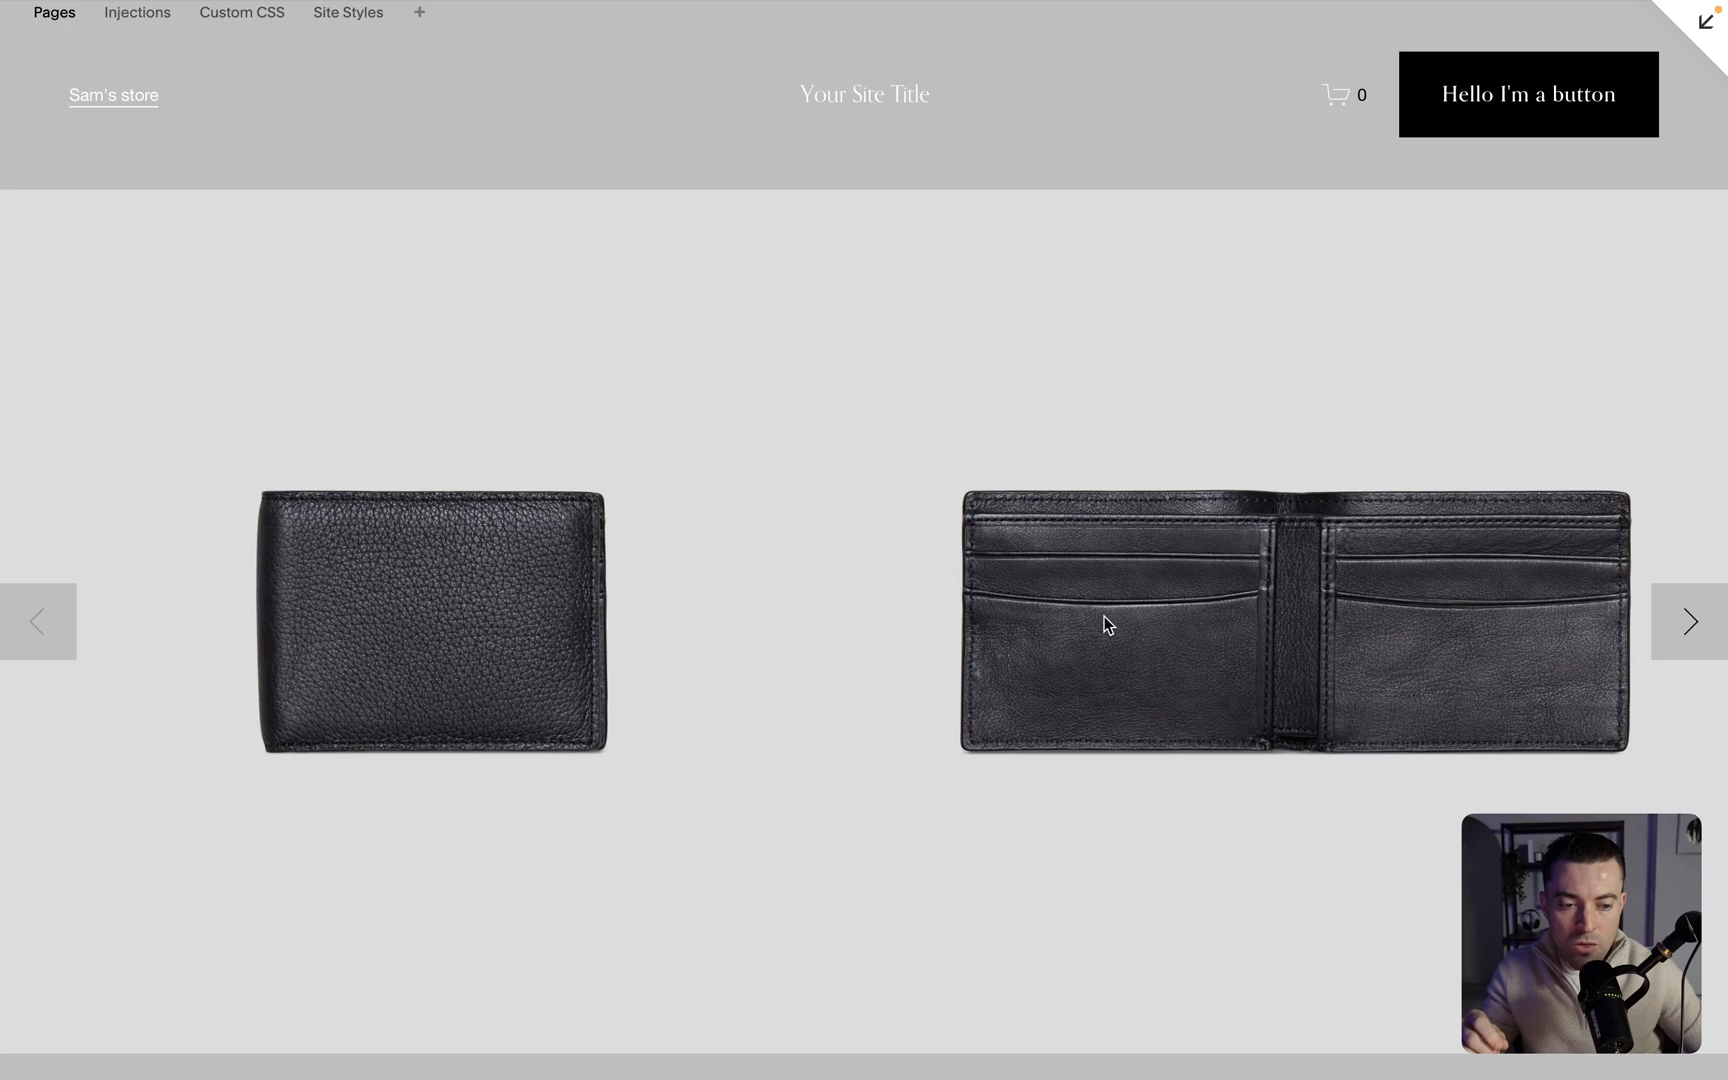 Pages Injections Custom CSS Site Styles +
Sam's store Your Site Title 0 Hello I'm a button